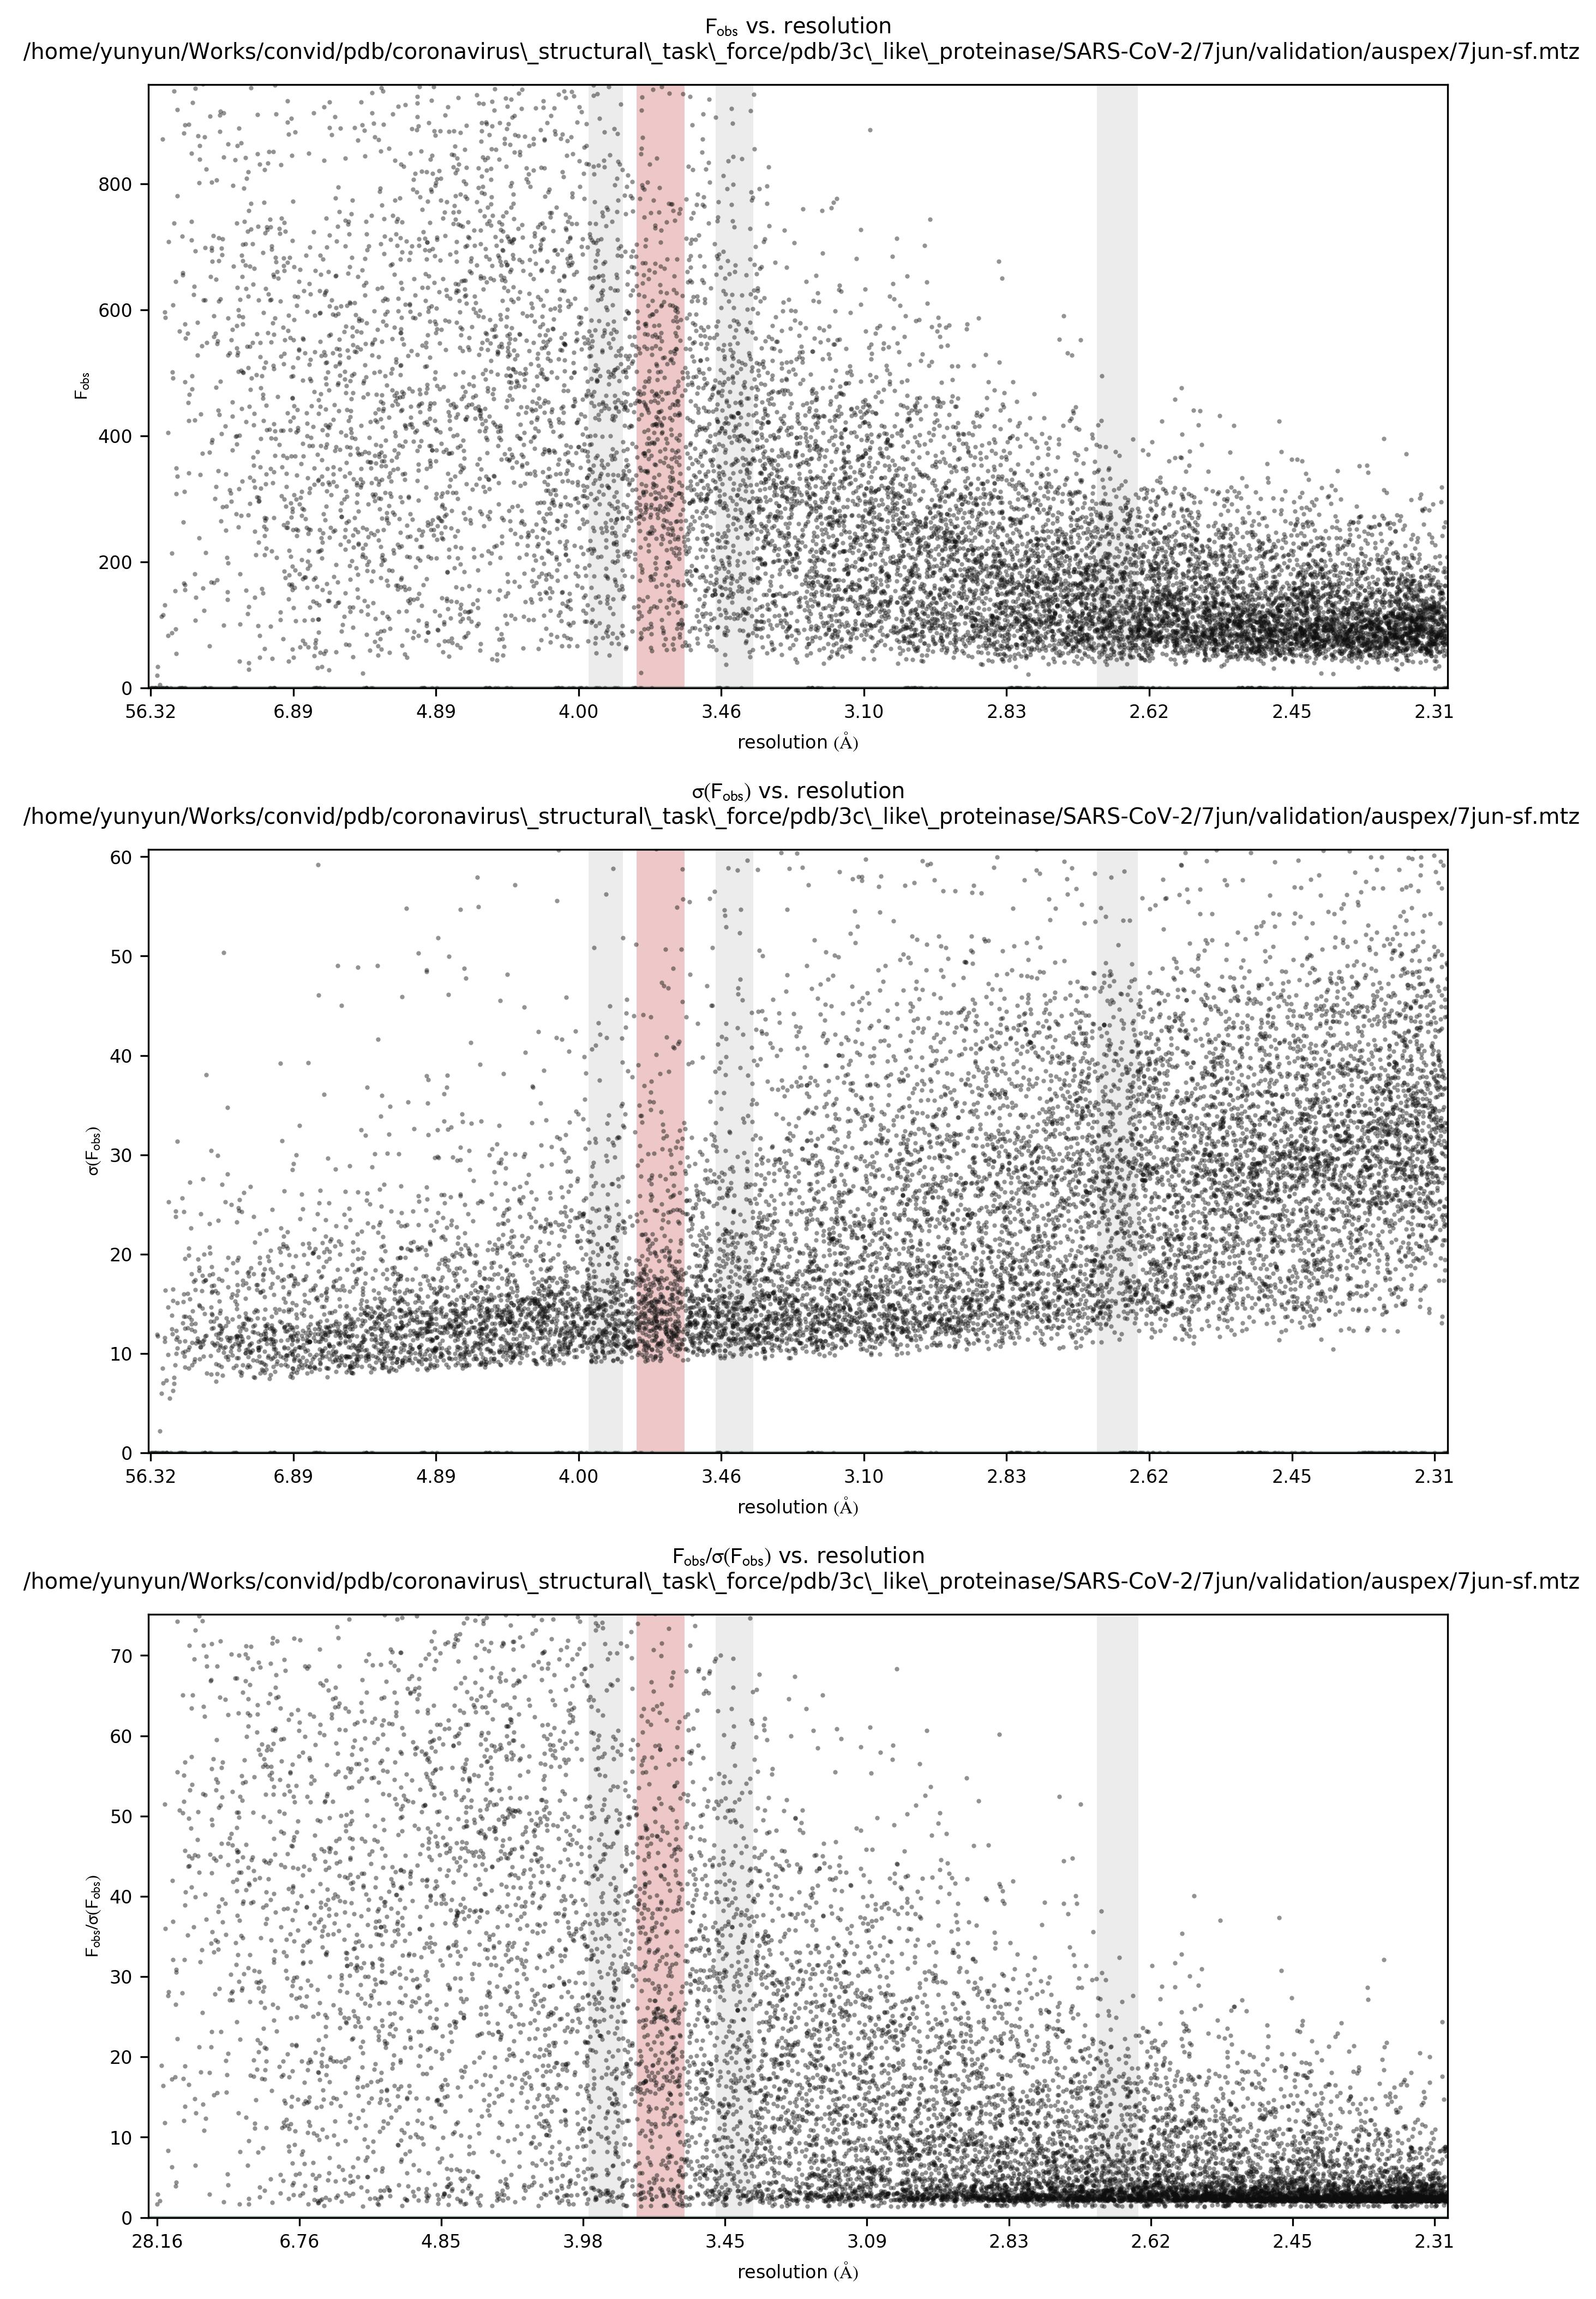 Fobs vs. resolution
/home/yunyun/Works/convid/pdb/coronavirus\_structural\_task\_force/pdb/3c\_like\_proteinase/SARS-CoV-2/7jun/validation/auspex/7jun-sf.mtz
800
600
400
200
0
Fobs
56.32 6.89 4.89 4.00 3.46 3.10 2.83 2.62 2.45 2.31
resolution (Å)
σ(Fobs) vs. resolution
/home/yunyun/Works/convid/pdb/coronavirus\_structural\_task\_force/pdb/3c\_like\_proteinase/SARS-CoV-2/7jun/validation/auspex/7jun-sf.mtz
60
50
40
30
20
10
0
σ(Fobs)
56.32 6.89 4.89 4.00 3.46 3.10 2.83 2.62 2.45 2.31
resolution (Å)
Fobs/σ(Fobs) vs. resolution
/home/yunyun/Works/convid/pdb/coronavirus\_structural\_task\_force/pdb/3c\_like\_proteinase/SARS-CoV-2/7jun/validation/auspex/7jun-sf.mtz
70
60
50
40
30
20
10
0
Fobs/σ(Fobs)
28.16 6.76 4.85 3.98 3.45 3.09 2.83 2.62 2.45 2.31
resolution (Å)